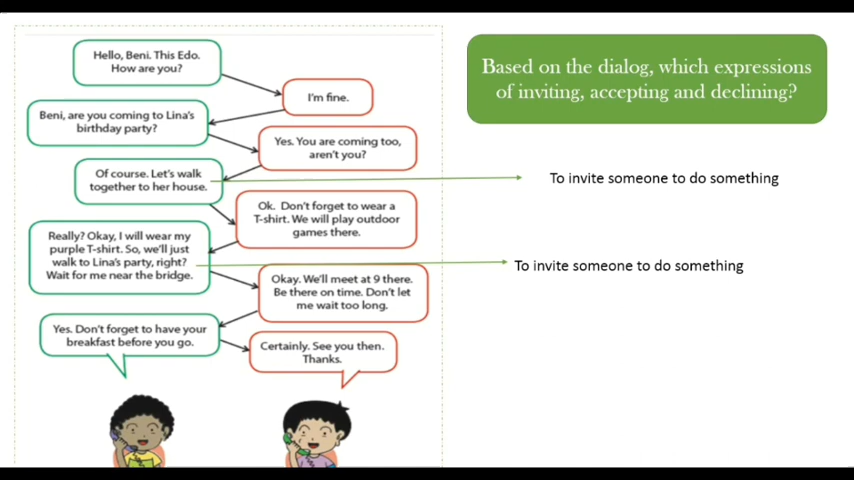 Hello, Beni. This Edo.
How are you?
I'm fine.
Beni, are you coming to Lina's
birthday party?
Yes. You are coming too,
aren't you?
Of course. Let's walk
together to her house.
Ok. Don't forget to wear a
T-shirt. We will play outdoor
games there.
Really? Okay, I will wear my
purple T-shirt. So, we'll just
walk to Lina's party, right?
Wait for me near the bridge.
Okay. We'll meet at 9 there.
Be there on time. Don't let
me wait too long.
Yes. Don't forget to have your
breakfast before you go.
Certainly. See you then.
Thanks.
Based on the dialog, which expressions
of inviting, accepting and declining?
To invite someone to do something
To invite someone to do something